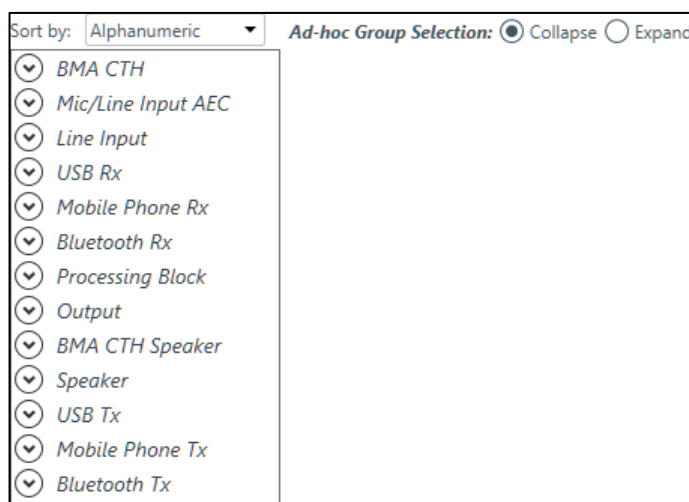 Sort by: Alphanumeric Ad-hoc Group Selection: Collapse Expand
BMA CTH
Mic/Line Input AEC
Line Input
USB Rx
Mobile Phone Rx
Bluetooth Rx
Processing Block
Output
BMA CTH Speaker
Speaker
USB Tx
Mobile Phone Tx
Bluetooth Tx